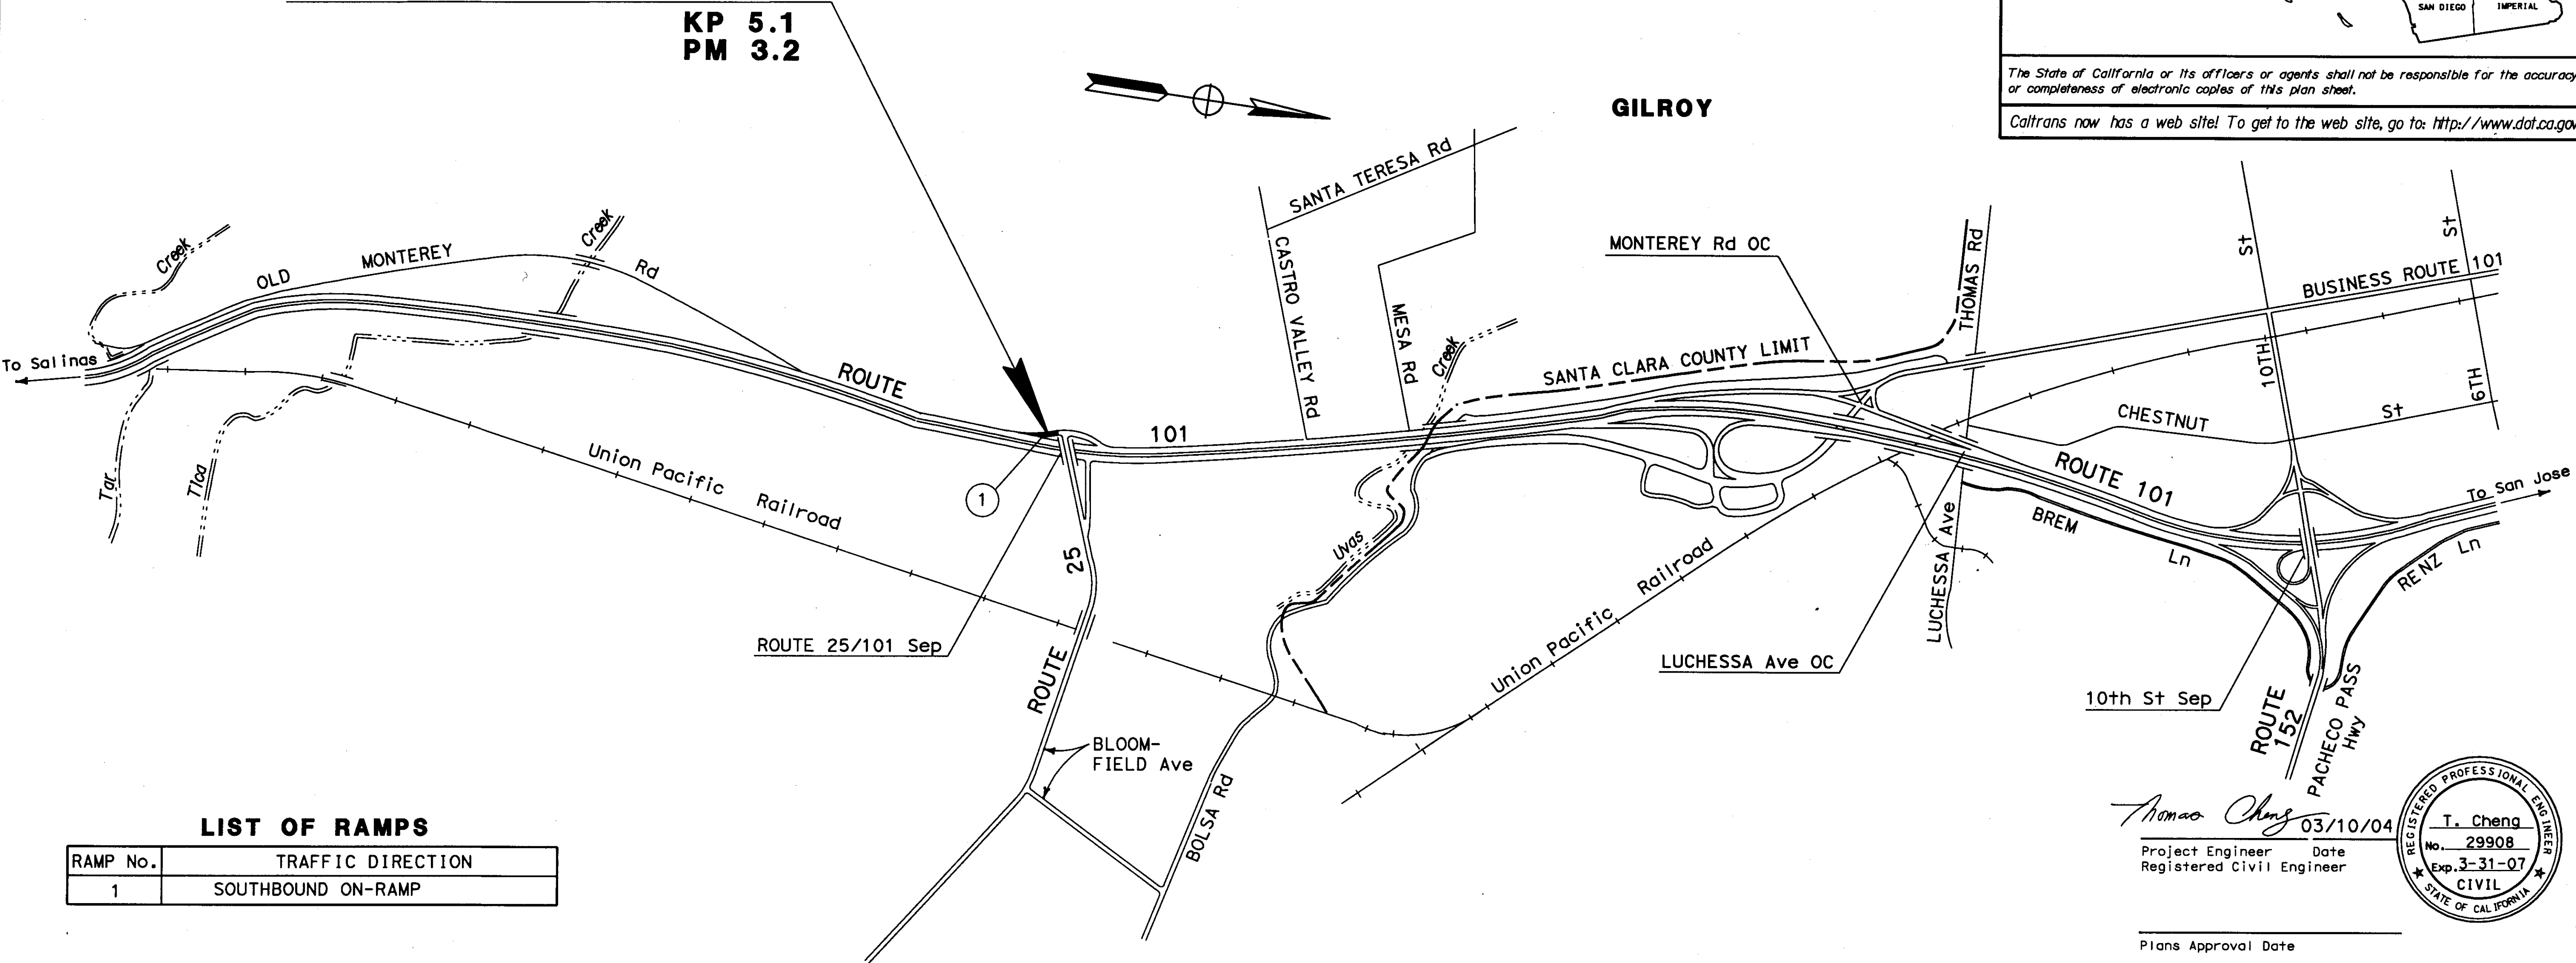 KP 5.1
PM 3.2
SAN DIEGO
IMPERIAL
The State of California or its officers or agents shall not be responsible for the accuracy
or completeness of electronic copies of this plan sheet.
Caltrans now has a web site! To get to the web site, go to: http://www.dot.ca.gov
GILROY
SANTA TERESA Rd
CASTRO VALLEY Rd
MESA Rd
Creek
MONTEREY Rd OC
THOMAS Rd
St
St
BUSINESS ROUTE 101
Creek
OLD MONTEREY Rd
Creek
To Salinas
ROUTE 101
SANTA CLARA COUNTY LIMIT
10TH
6TH
CHESTNUT St
Tar
Tloa
Union Pacific Railroad
1
25
ROUTE
ROUTE 25/101 Sep
Uvas
Union Pacific Railroad
LUCHESSA Ave
LUCHESSA Ave OC
ROUTE 101
BREM Ln
To San Jose
RENZ Ln
10th St Sep
ROUTE
152
PACHECO PASS
Hwy
BLOOM-
FIELD Ave
BOLSA Rd
LIST OF RAMPS
RAMP No. TRAFFIC DIRECTION
1 SOUTHBOUND ON-RAMP
Thomas Cheng 03/10/04
Project Engineer Date
Registered Civil Engineer
REGISTERED PROFESSIONAL ENGINEER
T. Cheng
No. 29908
Exp. 3-31-07
CIVIL
STATE OF CALIFORNIA
Plans Approval Date